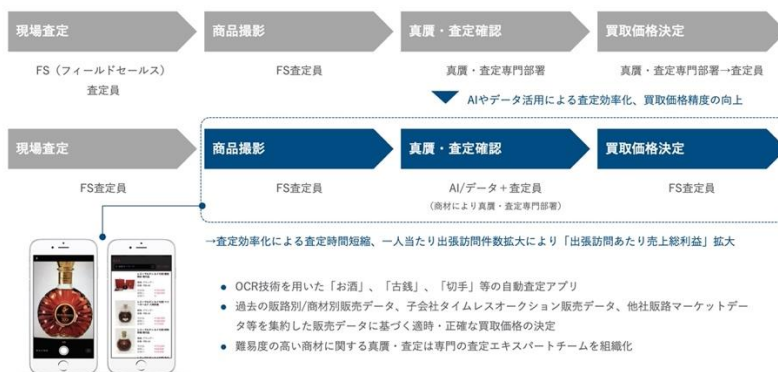 現場査定
商品撮影
真贋・査定確認
買取価格決定
FS（フィールドセールス）
査定員
FS査定員
真贋・査定専門部署
真贋・査定専門部署→査定員
AIやデータ活用による査定効率化、買取価格精度の向上
現場査定
商品撮影
真贋・査定確認
買取価格決定
FS査定員
FS査定員
AI/データ＋査定員
（商材により真贋・査定専門部署）
FS査定員
→査定効率化による査定時間短縮、一人当たり出張訪問件数拡大により「出張訪問あたり売上総利益」拡大
● OCR技術を用いた「お酒」、「古銭」、「切手」等の自動査定アプリ
● 過去の販路別/商材別販売データ、子会社タイムレスオークション販売データ、他社販路マーケットデー
タ等を集約した販売データに基づく適時・正確な買取価格の決定
● 難易度の高い商材に関する真贋・査定は専門の査定エキスパートチームを組織化